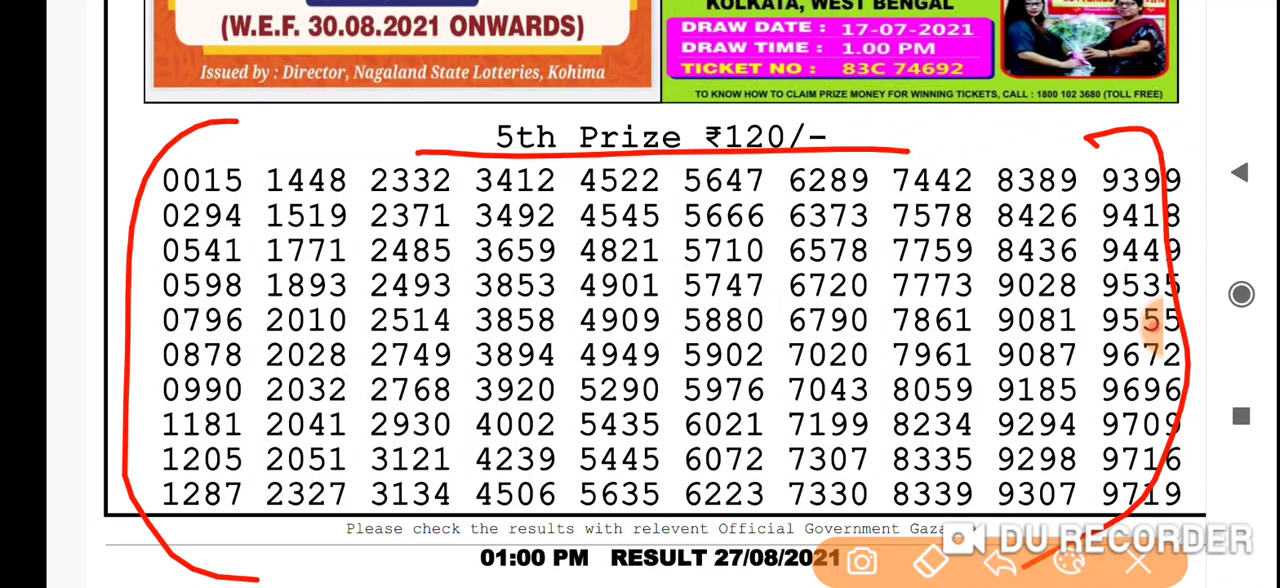 (W.E.F. 30.08.2021 ONWARDS)
Issued by : Director, Nagaland State Lotteries, Kohima
KOLKATA, WEST BENGAL
DRAW DATE : 17-07-2021
DRAW TIME : 1.00 PM
TICKET NO : 83C 74692
TO KNOW HOW TO CLAIM PRIZE MONEY FOR WINNING TICKETS, CALL : 1800 102 3680 (TOLL FREE)
5th Prize ₹120/-
0015 1448 2332 3412 4522 5647 6289 7442 8389 9399
0294 1519 2371 3492 4545 5666 6373 7578 8426 9418
0541 1771 2485 3659 4821 5710 6578 7759 8436 9449
0598 1893 2493 3853 4901 5747 6720 7773 9028 9535
0796 2010 2514 3858 4909 5880 6790 7861 9081 9555
0878 2028 2749 3894 4949 5902 7020 7961 9087 9672
0990 2032 2768 3920 5290 5976 7043 8059 9185 9696
1181 2041 2930 4002 5435 6021 7199 8234 9294 9709
1205 2051 3121 4239 5445 6072 7307 8335 9298 9716
1287 2327 3134 4506 5635 6223 7330 8339 9307 9719
Please check the results with relevent Official Government
DU RECORDER
01:00 PM RESULT 27/08/2021